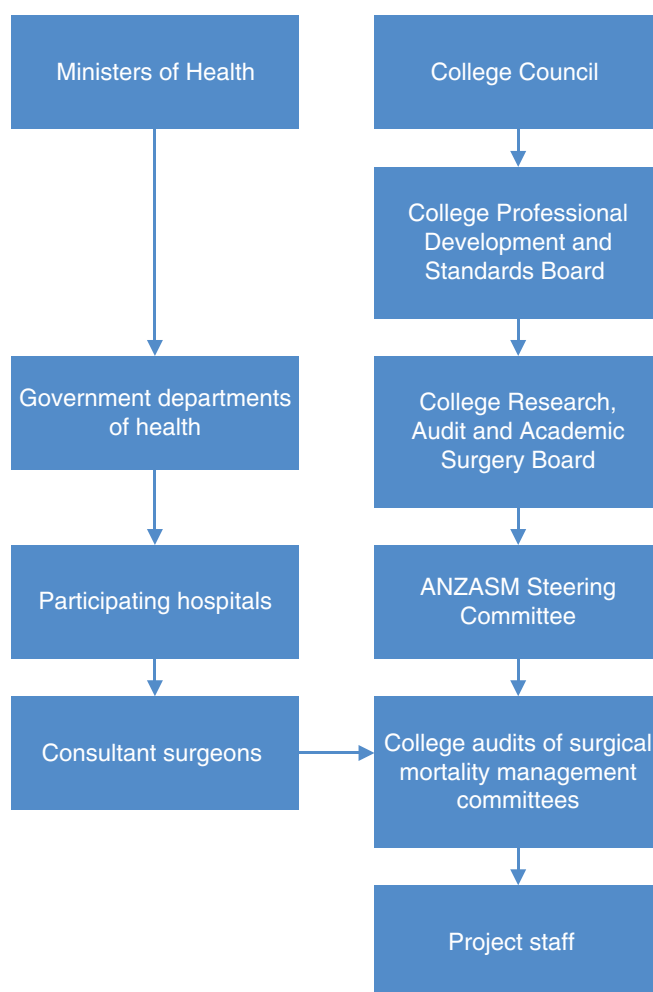 Ministers of Health
College Council
College Professional
Development and
Standards Board
Government departments
of health
College Research,
Audit and Academic
Surgery Board
Participating hospitals
ANZASM Steering
Committee
Consultant surgeons
College audits of surgical
mortality management
committees
Project staff